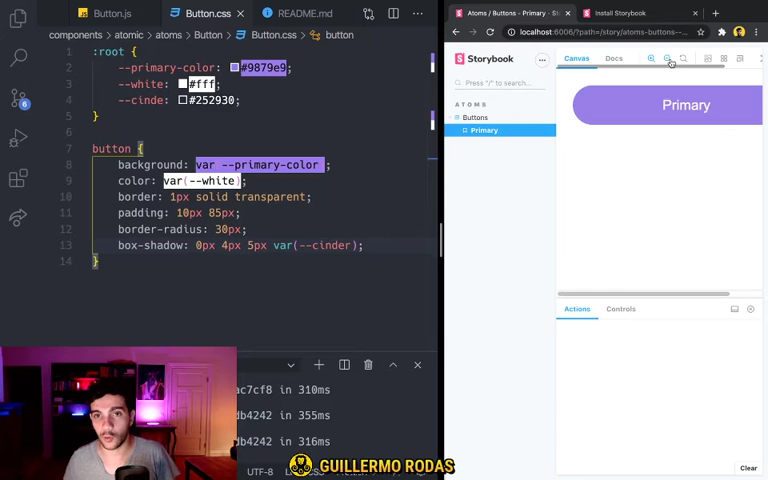 Button.js
Button.css
README.md
components
atomic
atoms
Button
Button.css
button
1 :root {
2 --primary-color: #9879e9;
3 --white: #fff;
4 --cinde: #252930;
5 }
6
7 button {
8 background: var --primary-color ;
9 color: var(--white);
10 border: 1px solid transparent;
11 padding: 10px 85px;
12 border-radius: 30px;
13 box-shadow: 0px 4px 5px var(--cinder);
14 }
6
ac7cf8 in 310ms
db4242 in 355ms
db4242 in 316ms
UTF-8
Atoms / Buttons - Primary - S
Install Storybook
localhost:6006/?path=/story/atoms-buttons--...
Storybook
Press "/" to search...
ATOMS
Buttons
Primary
Canvas
Docs
Primary
Actions
Controls
Clear
GUILLERMO RODAS